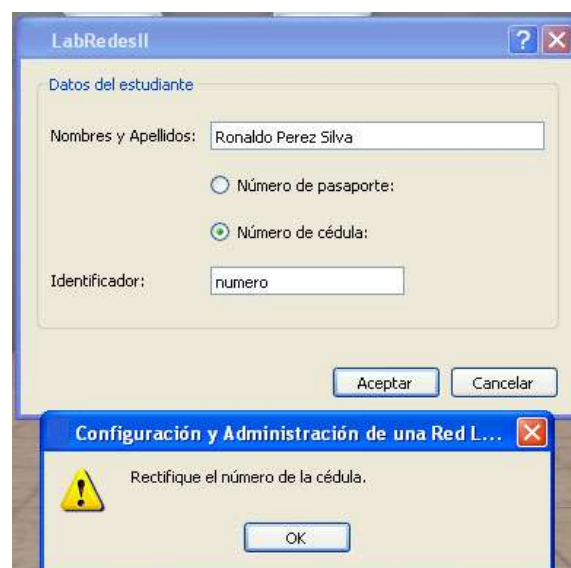 LabRedesII
Datos del estudiante
Nombres y Apellidos: Ronaldo Perez Silva
Número de pasaporte:
Número de cédula:
Identificador: numero
Aceptar Cancelar
Configuración y Administración de una Red L...
Rectifique el número de la cédula.
OK